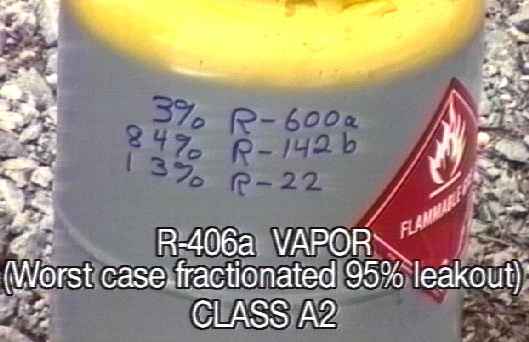 3% R-600a
84% R-142b
13% R-22
FLAMMABLE
R-406a VAPOR
(Worst case fractionated 95% leakout)
CLASS A2